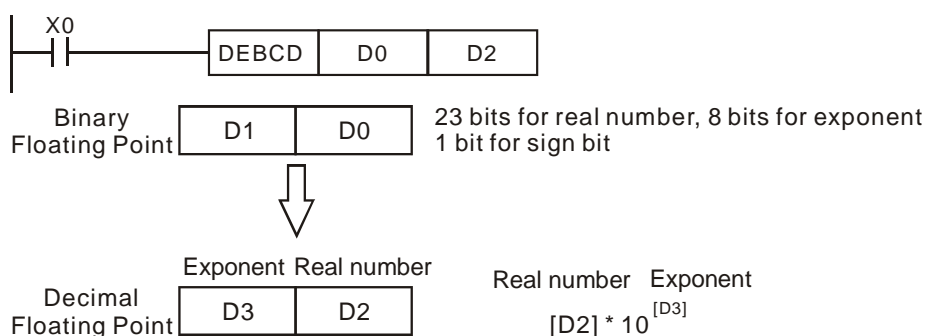 X0
DEBCD D0 D2
Binary
Floating Point
D1 D0
23 bits for real number, 8 bits for exponent
1 bit for sign bit
Exponent Real number
Decimal
Floating Point
D3 D2
Real number Exponent
[D2] * 10[D3]